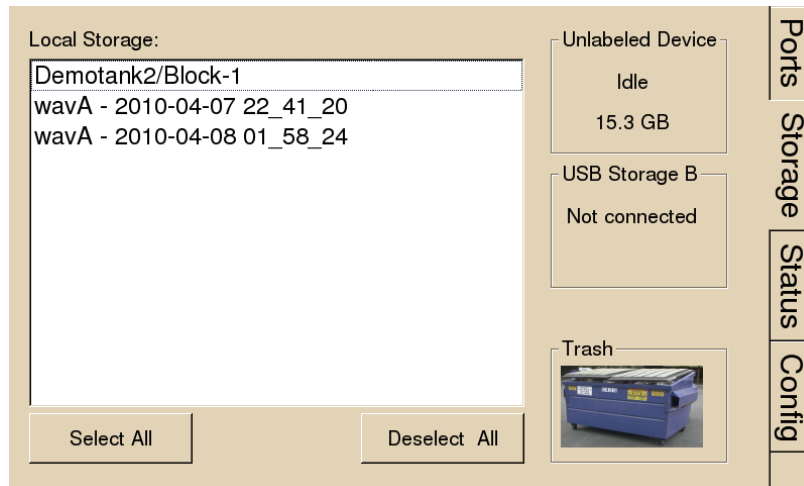 Local Storage:
Demotank2/Block-1
wavA - 2010-04-07 22_41_20
wavA - 2010-04-08 01_58_24
Select All
Deselect All
Unlabeled Device
Idle
15.3 GB
USB Storage B
Not connected
Trash
Ports
Storage
Status
Config